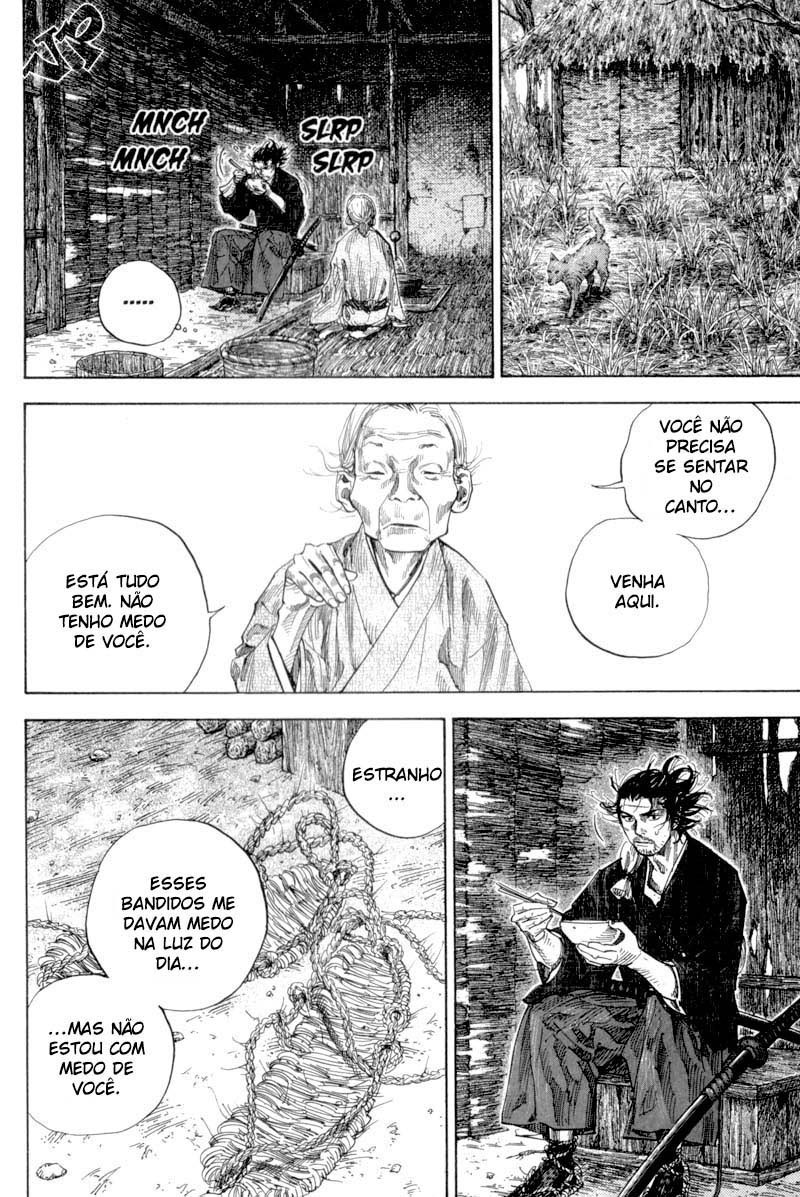 MNCH
MNCH
SLRP
SLRP
.....
VOCÊ NÃO
PRECISA
SE SENTAR
NO
CANTO...
VENHA
AQUI.
ESTÁ TUDO
BEM. NÃO
TENHO MEDO
DE VOCÊ.
ESTRANHO
...
ESSES
BANDIDOS ME
DAVAM MEDO
NA LUZ DO
DIA...
...MAS NÃO
ESTOU COM
MEDO DE
VOCÊ.